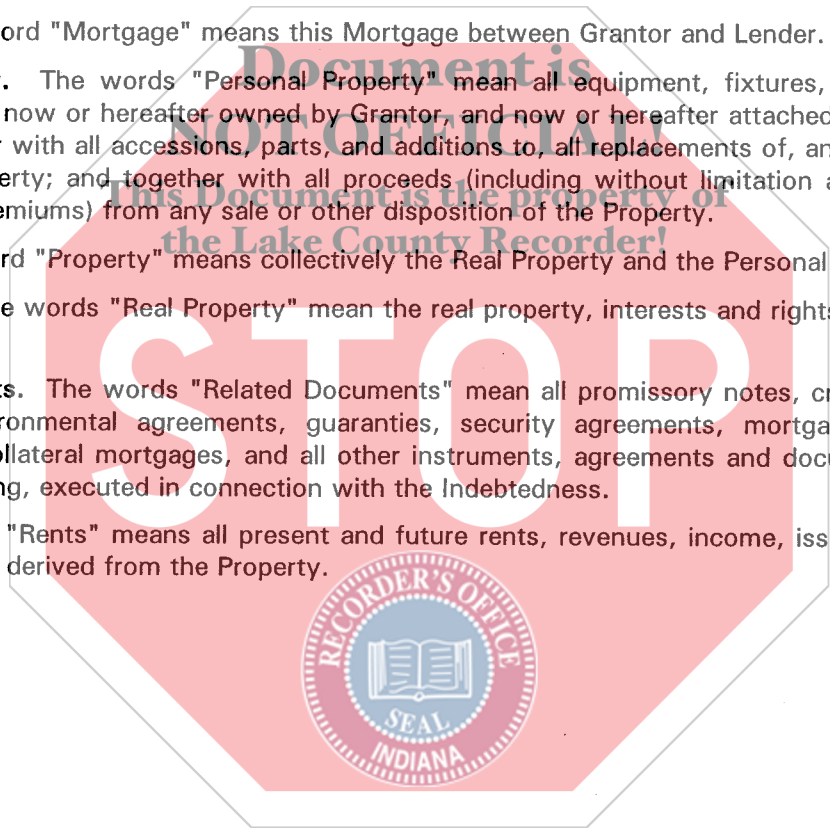 ord "Mortgage" means this Mortgage between Grantor and Lender.
Document is
. The words "Personal Property" mean all equipment, fixtures,
now or hereafter owned by Grantor, and now or hereafter attached
NOT OFFICIAL!
with all accessions, parts, and additions to, all replacements of, an
erty; and together with all proceeds (including without limitation a
This Document is the property of
emiums) from any sale or other disposition of the Property.
the Lake County Recorder!
rd "Property" means collectively the Real Property and the Personal
e words "Real Property" mean the real property, interests and rights
STOP
ts. The words "Related Documents" mean all promissory notes, cr
ronmental agreements, guaranties, security agreements, mortga
ollateral mortgages, and all other instruments, agreements and docu
ng, executed in connection with the Indebtedness.
"Rents" means all present and future rents, revenues, income, iss
derived from the Property.
RECORDER'S OFFICE
SEAL
INDIANA